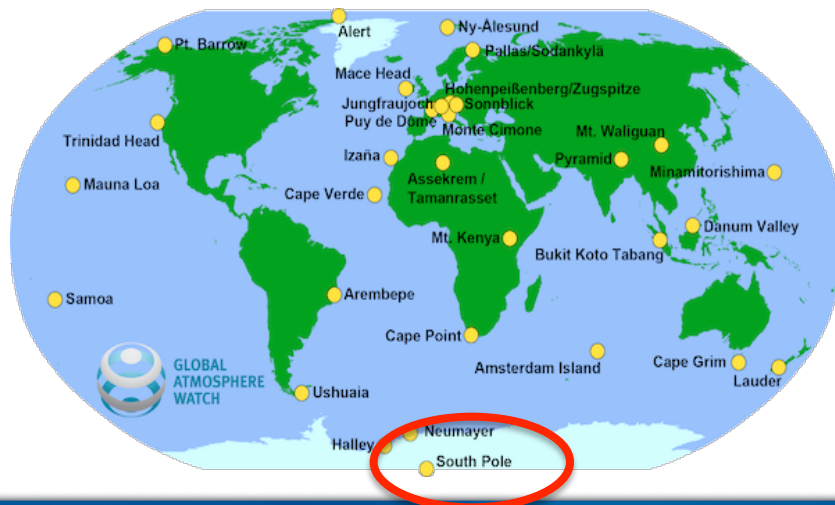 Ny-Alesund
Alert
Pt. Barrow
Pallas/Sodankylä
Mace Head
Hohenpeißenberg/Zugspitze
Jungfraujoch
Sonnblick
Puy de Dôme
Monte Cimone
Mt. Waliguan
Trinidad Head
Izaña
Pyramid
Minamitorishima
Assekrem /
Tamanrasset
Mauna Loa
Cape Verde
Danum Valley
Mt. Kenya
Bukit Koto Tabang
Samoa
Arembepe
Cape Point
Amsterdam Island
Cape Grim
Lauder
GLOBAL
ATMOSPHERE
WATCH
Ushuaia
Neumayer
Halley
South Pole